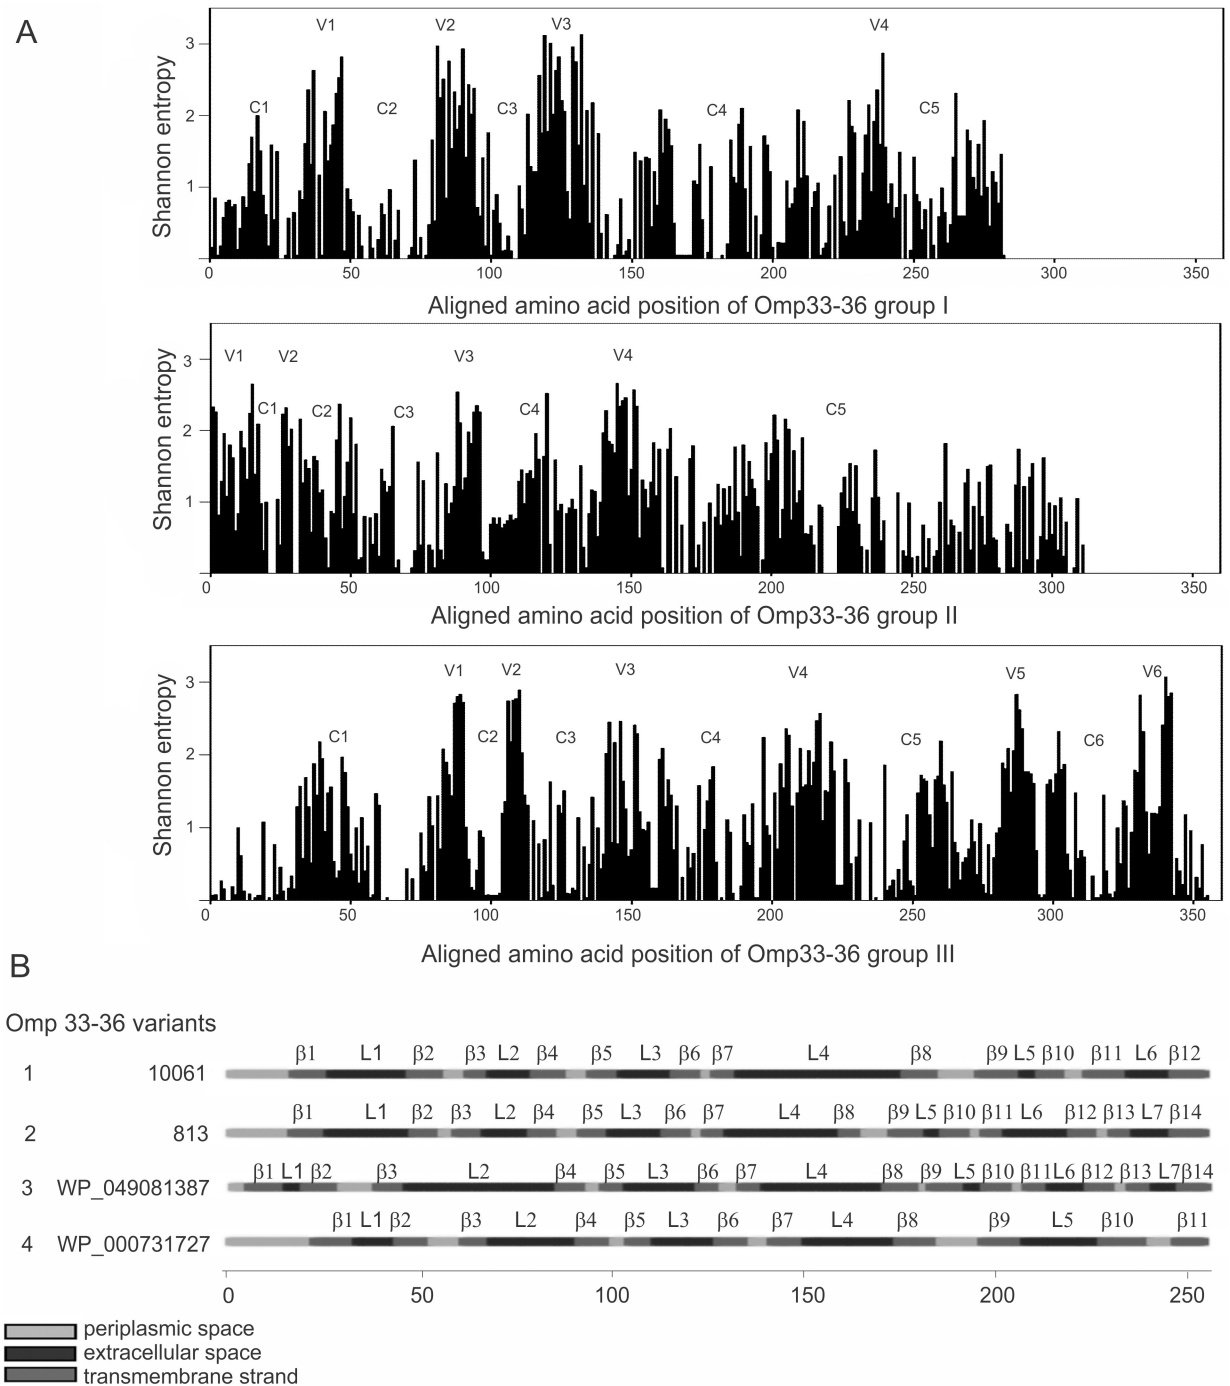 A
Shannon entropy
3
2
1
V1 V2 V3 V4
C1 C2 C3 C4 C5
0 50 100 150 200 250 300 350
Aligned amino acid position of Omp33-36 group I
Shannon entropy
3
2
1
V1 V2 V3 V4
C1 C2 C3 C4 C5
0 50 100 150 200 250 300 350
Aligned amino acid position of Omp33-36 group II
Shannon entropy
3
2
1
V1 V2 V3 V4 V5 V6
C1 C2 C3 C4 C5 C6
0 50 100 150 200 250 300 350
Aligned amino acid position of Omp33-36 group III
B
Omp 33-36 variants
β1 L1 β2 β3 L2 β4 β5 L3 β6 β7 L4 β8 β9 L5 β10 β11 L6 β12
1 10061
β1 L1 β2 β3 L2 β4 β5 L3 β6 β7 L4 β8 β9 L5 β10 β11 L6 β12 β13 L7 β14
2 813
β1 L1 β2 β3 L2 β4 β5 L3 β6 β7 L4 β8 β9 L5 β10 β11 L6 β12 β13 L7 β14
3 WP_049081387
β1 L1 β2 β3 L2 β4 β5 L3 β6 β7 L4 β8 β9 L5 β10 β11
4 WP_000731727
0 50 100 150 200 250
periplasmic space
extracellular space
transmembrane strand